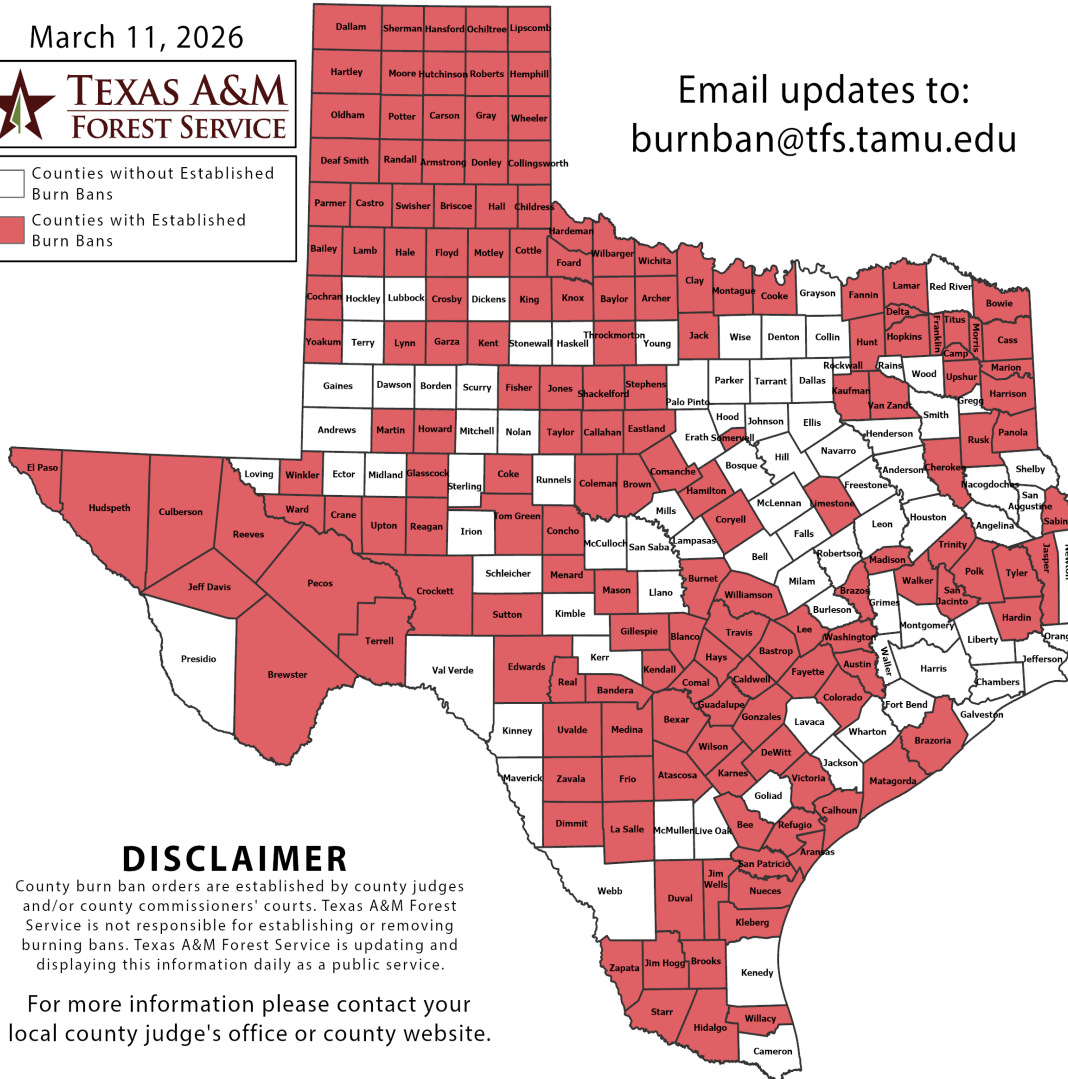 March 11, 2026
TEXAS A&M
FOREST SERVICE
Counties without Established
Burn Bans
Counties with Established
Burn Bans
Email updates to:
burnban@tfs.tamu.edu
Dallam Sherman Hansford Ochiltree Lipscomb
Hartley Moore Hutchinson Roberts Hemphill
Oldham Potter Carson Gray Wheeler
Deaf Smith Randall Armstrong Donley Collingsworth
Parmer Castro Swisher Briscoe Hall Childress
Hardeman
Bailey Lamb Hale Floyd Motley Cottle Foard Wilbarger Wichita
Clay Montague Cooke Grayson Fannin Lamar Red River Bowie
Cochran Hockley Lubbock Crosby Dickens King Knox Baylor Archer
Delta Titus Franklin Morris
Yoakum Terry Lynn Garza Kent Stonewall Haskell Throckmorton Young Jack Wise Denton Collin Hunt Hopkins Cass
Camp
Rockwall Rains Wood Upshur Marion
Gaines Dawson Borden Scurry Fisher Jones Shackelford Stephens Palo Pinto Parker Tarrant Dallas Kaufman Van Zandt Gregg Harrison
Smith
Andrews Martin Howard Mitchell Nolan Taylor Callahan Eastland Erath Hood Somervell Johnson Ellis Henderson Rusk Panola
El Paso Hudspeth Culberson Loving Winkler Ector Midland Glasscock Sterling Coke Runnels Coleman Brown Comanche Bosque Hill Navarro Anderson Cherokee Nacogdoches Shelby
Freestone
Hamilton McLennan Limestone San
Augustine
Ward Crane Upton Reagan Irion Tom Green Concho McCulloch San Saba Mills Lampasas Coryell Falls Leon Houston Angelina Sabin
Reeves Bell Robertson Trinity Jasper Newton
Jeff Davis Pecos Crockett Schleicher Menard Mason Llano Burnet Williamson Milam Madison Walker Polk Tyler
Brazos Grimes San
Jacinto
Sutton Kimble Burleson Montgomery Hardin
Presidio Brewster Terrell Val Verde Edwards Gillespie Blanco Travis Lee Washington Liberty Orang
Kerr Kendall Hays Bastrop Austin Waller Harris Jefferson
Real Bandera Comal Caldwell Fayette Chambers
Guadalupe Colorado Fort Bend Galveston
Kinney Uvalde Medina Bexar Gonzales Lavaca Wharton Brazoria
Wilson DeWitt Jackson
Maverick Zavala Frio Atascosa Karnes Victoria Matagorda
Goliad Calhoun
Dimmit La Salle McMullen Live Oak Bee Refugio
Aransas
San Patricio
Webb Duval Jim
Wells Nueces
Kleberg
Zapata Jim Hogg Brooks Kenedy
Starr Hidalgo Willacy
Cameron
DISCLAIMER
County burn ban orders are established by county judges
and/or county commissioners' courts. Texas A&M Forest
Service is not responsible for establishing or removing
burning bans. Texas A&M Forest Service is updating and
displaying this information daily as a public service.
For more information please contact your
local county judge's office or county website.